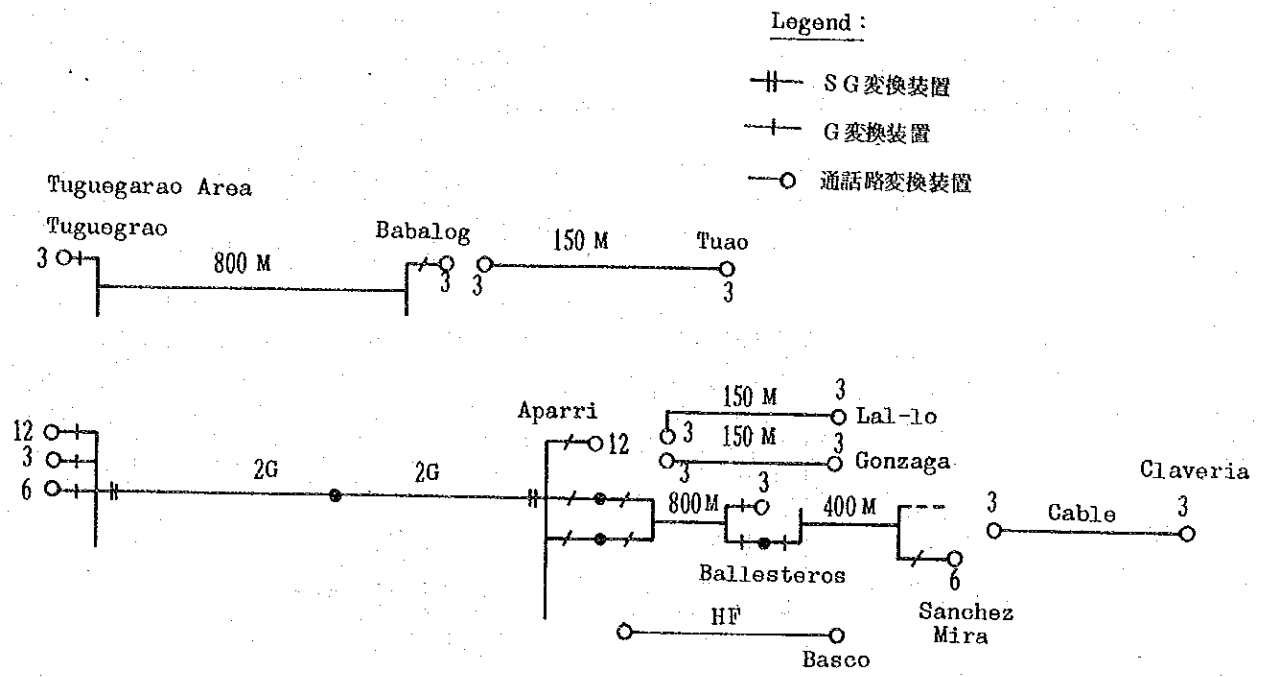 Legend :
SG変換装置
G変換装置
通話路変換装置
Tuguegarao Area
Tuguegrao
Babalog
150 M
Tuao
3
800 M
3
3
3
Aparri
150 M
3
Lal-lo
12
12
3
150 M
3
Gonzaga
Claveria
3
2G
2G
3
3
6
800 M
400 M
3
Cable
3
Ballesteros
6
Sanchez
Mira
HF
Basco